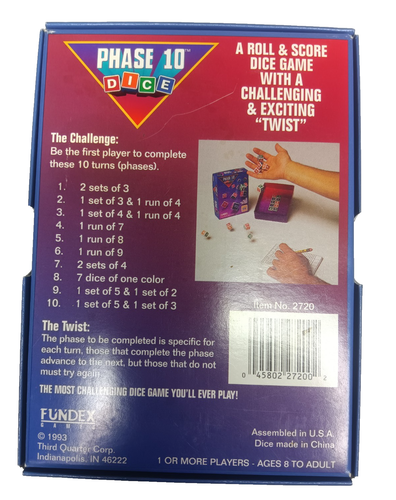 PHASE 10™
DICE
A ROLL & SCORE
DICE GAME
WITH A
CHALLENGING
& EXCITING
"TWIST"
The Challenge:
Be the first player to complete
these 10 turns (phases).
1. 2 sets of 3
2. 1 set of 3 & 1 run of 4
3. 1 set of 4 & 1 run of 4
4. 1 run of 7
5. 1 run of 8
6. 1 run of 9
7. 2 sets of 4
8. 7 dice of one color
9. 1 set of 5 & 1 set of 2
10. 1 set of 5 & 1 set of 3
Item No. 2720
0 45802 27200 2
The Twist:
The phase to be completed is specific for
each turn, those that complete the phase
advance to the next, but those that do not
must try again.
THE MOST CHALLENGING DICE GAME YOU'LL EVER PLAY!
FUNDEX
GAMES
© 1993
Third Quarter Corp.
Indianapolis, IN 46222
Assembled in U.S.A.
Dice made in China
1 OR MORE PLAYERS - AGES 8 TO ADULT